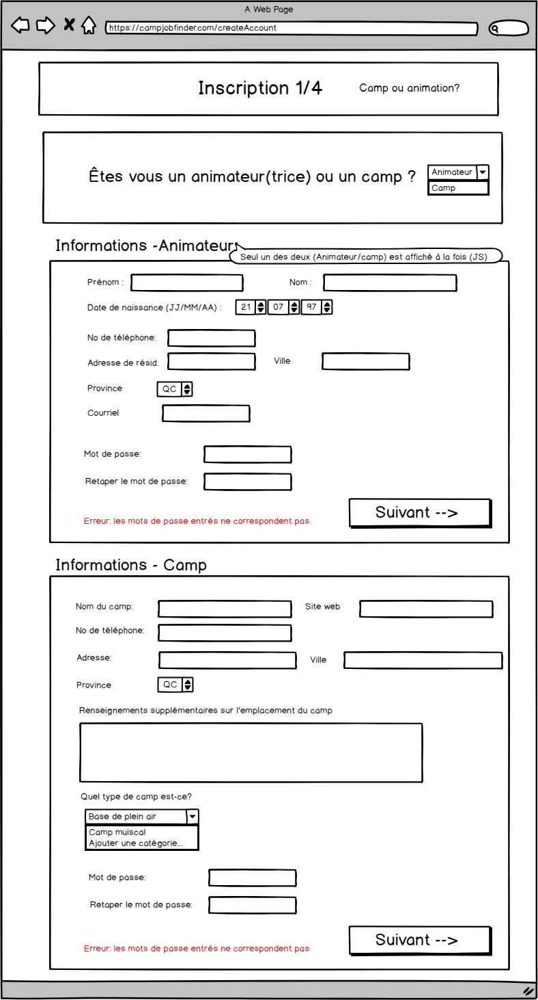 A Web Page
https://campjobfinder.com/createAccount
Inscription 1/4 Camp ou animation?
Êtes vous un animateur(trice) ou un camp ? Animateur
Camp
Informations -Animateur
Seul un des deux (Animateur/camp) est affiché à la fois (JS)
Prénom : Nom :
Date de naissance (JJ/MM/AA) : 21 07 97
No de téléphone:
Adresse de résid. Ville
Province QC
Courriel
Mot de passe:
Retaper le mot de passe:
Suivant -->
Erreur: les mots de passe entrés ne correspondent pas
Informations - Camp
Nom du camp: Site web
No de téléphone:
Adresse: Ville
Province QC
Renseignements supplémentaires sur l'emplacement du camp
Quel type de camp est-ce?
Base de plein air
Camp muiscal
Ajouter une catégorie...
Mot de passe:
Retaper le mot de passe:
Suivant -->
Erreur: les mots de passe entrés ne correspondent pas